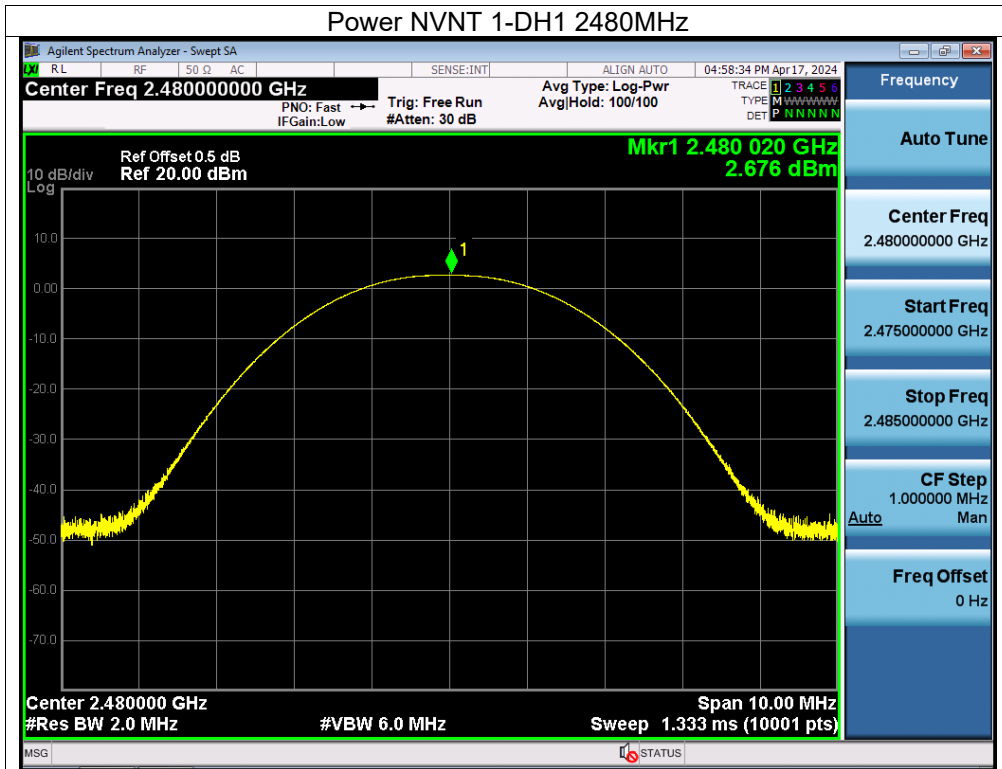 Power NVNT 1-DH1 2480MHz
Agilent Spectrum Analyzer - Swept SA
LXI RL RF 50 Ω AC SENSE:INT ALIGN AUTO 04:58:34 PM Apr 17, 2024
Center Freq 2.480000000 GHz
PNO: Fast
IFGain:Low
Trig: Free Run
#Atten: 30 dB
Avg Type: Log-Pwr
Avg|Hold: 100/100
TRACE 1 2 3 4 5 6
TYPE M WWWWW
DET P N N N N N
Mkr1 2.480 020 GHz
2.676 dBm
Ref Offset 0.5 dB
10 dB/div Ref 20.00 dBm
Log
1
10.0
0.00
-10.0
-20.0
-30.0
-40.0
-50.0
-60.0
-70.0
Center 2.480000 GHz Span 10.00 MHz
#Res BW 2.0 MHz #VBW 6.0 MHz Sweep 1.333 ms (10001 pts)
MSG STATUS
Frequency
Auto Tune
Center Freq
2.480000000 GHz
Start Freq
2.475000000 GHz
Stop Freq
2.485000000 GHz
CF Step
1.000000 MHz
Auto Man
Freq Offset
0 Hz